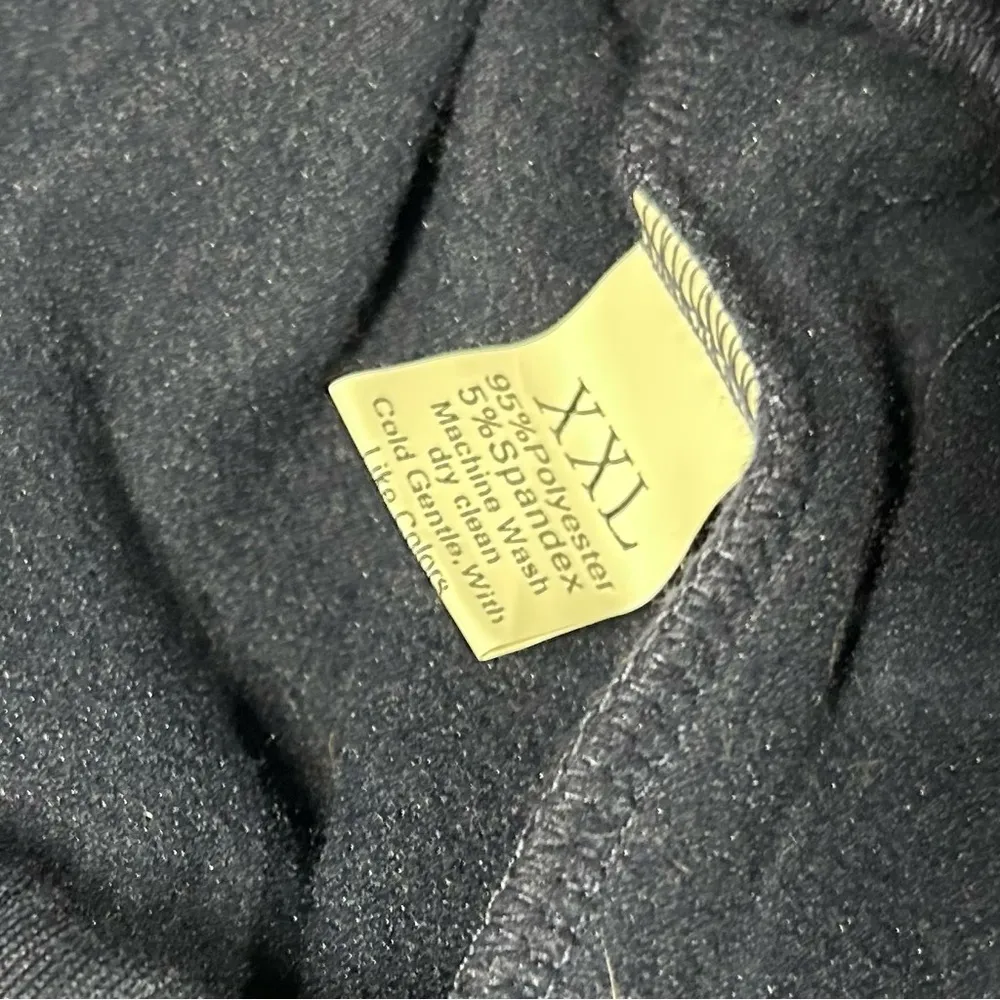 XXL
95%Polyester
5%Spandex
Machine Wash
dry clean
Cold Gentle.With
Like Colors